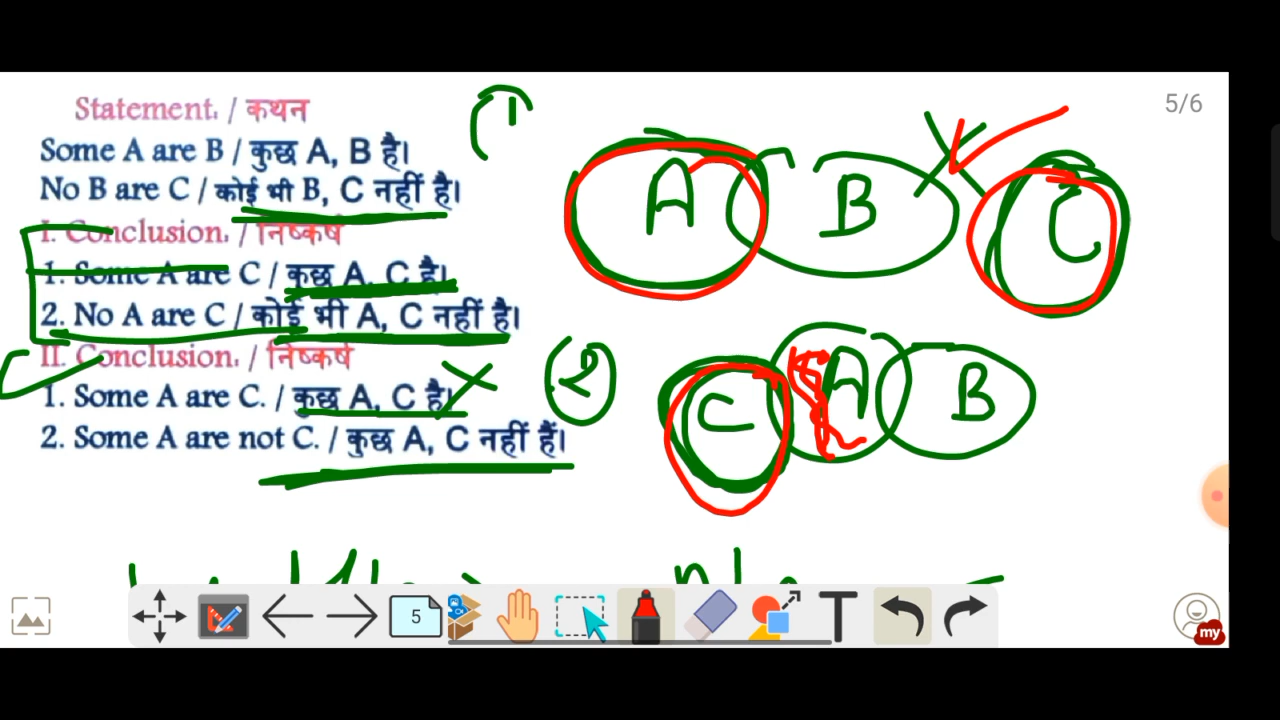 Statement. / कथन
Some A are B / कुछ A, B है।
No B are C / कोई भी B, C नहीं है।
I. Conclusion. / निष्कर्ष
1. Some A are C / कुछ A, C है।
2. No A are C / कोई भी A, C नहीं है।
II. Conclusion. / निष्कर्ष
1. Some A are C. / कुछ A, C है।
2. Some A are not C. / कुछ A, C नहीं हैं।
1
5/6
A B C
2
C A B
5
T
my